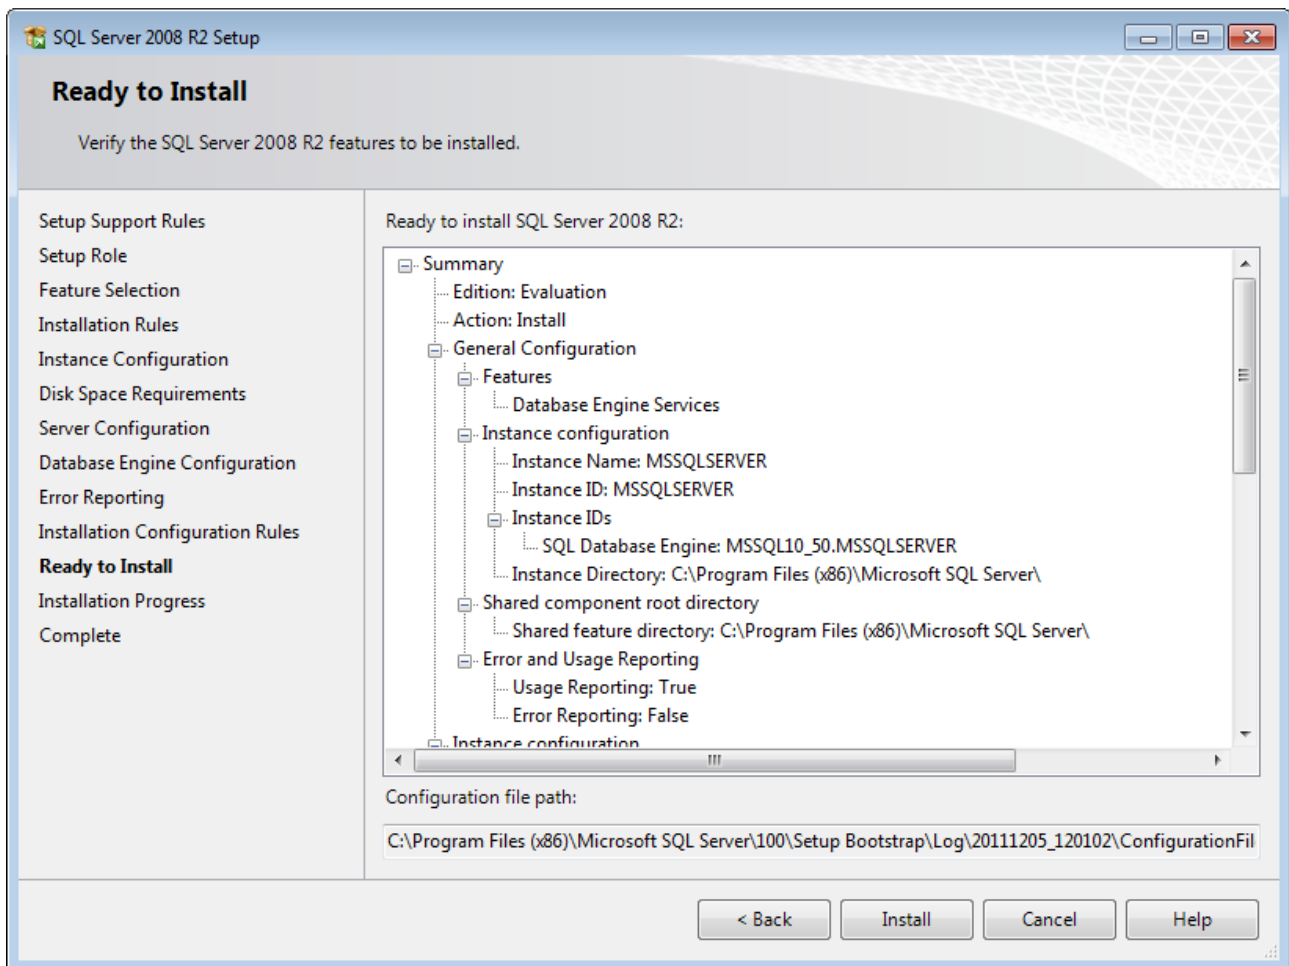 SQL Server 2008 R2 Setup
Ready to Install
Verify the SQL Server 2008 R2 features to be installed.
Setup Support Rules
Setup Role
Feature Selection
Installation Rules
Instance Configuration
Disk Space Requirements
Server Configuration
Database Engine Configuration
Error Reporting
Installation Configuration Rules
Ready to Install
Installation Progress
Complete
Ready to install SQL Server 2008 R2:
Summary
Edition: Evaluation
Action: Install
General Configuration
Features
Database Engine Services
Instance configuration
Instance Name: MSSQLSERVER
Instance ID: MSSQLSERVER
Instance IDs
SQL Database Engine: MSSQL10_50.MSSQLSERVER
Instance Directory: C:\Program Files (x86)\Microsoft SQL Server\
Shared component root directory
Shared feature directory: C:\Program Files (x86)\Microsoft SQL Server\
Error and Usage Reporting
Usage Reporting: True
Error Reporting: False
Instance configuration
Configuration file path:
C:\Program Files (x86)\Microsoft SQL Server\100\Setup Bootstrap\Log\20111205_120102\ConfigurationFil
< Back
Install
Cancel
Help